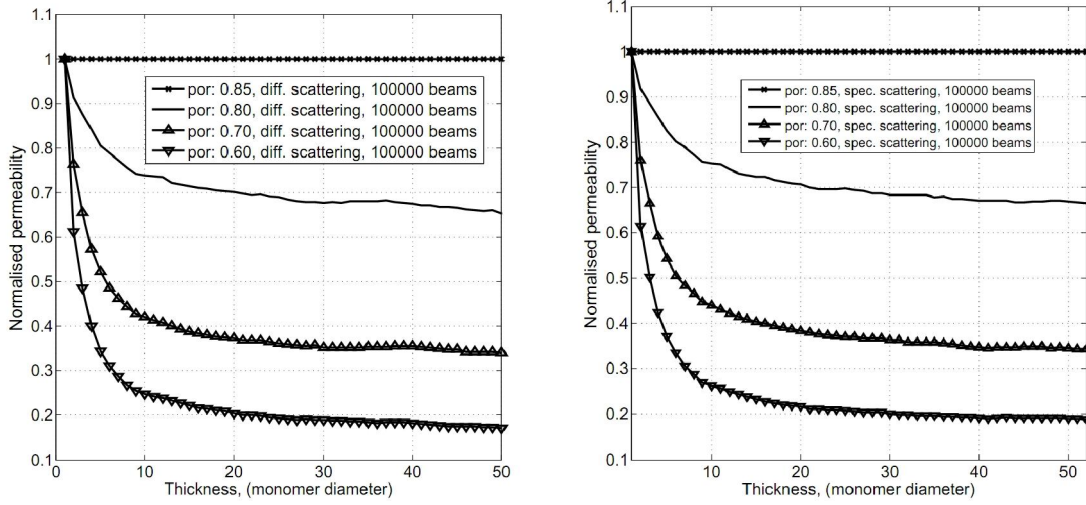 1.1
1
0.9
0.8
0.7
0.6
0.5
0.4
0.3
0.2
0.1
Normalised permeability
por: 0.85, diff. scattering, 100000 beams
por: 0.80, diff. scattering, 100000 beams
por: 0.70, diff. scattering, 100000 beams
por: 0.60, diff. scattering, 100000 beams
0 10 20 30 40 50
Thickness, (monomer diameter)
1.1
1
0.9
0.8
0.7
0.6
0.5
0.4
0.3
0.2
0.1
Normalised permeability
por: 0.85, spec. scattering, 100000 beams
por: 0.80, spec. scattering, 100000 beams
por: 0.70, spec. scattering, 100000 beams
por: 0.60, spec. scattering, 100000 beams
10 20 30 40 50
Thickness, (monomer diameter)